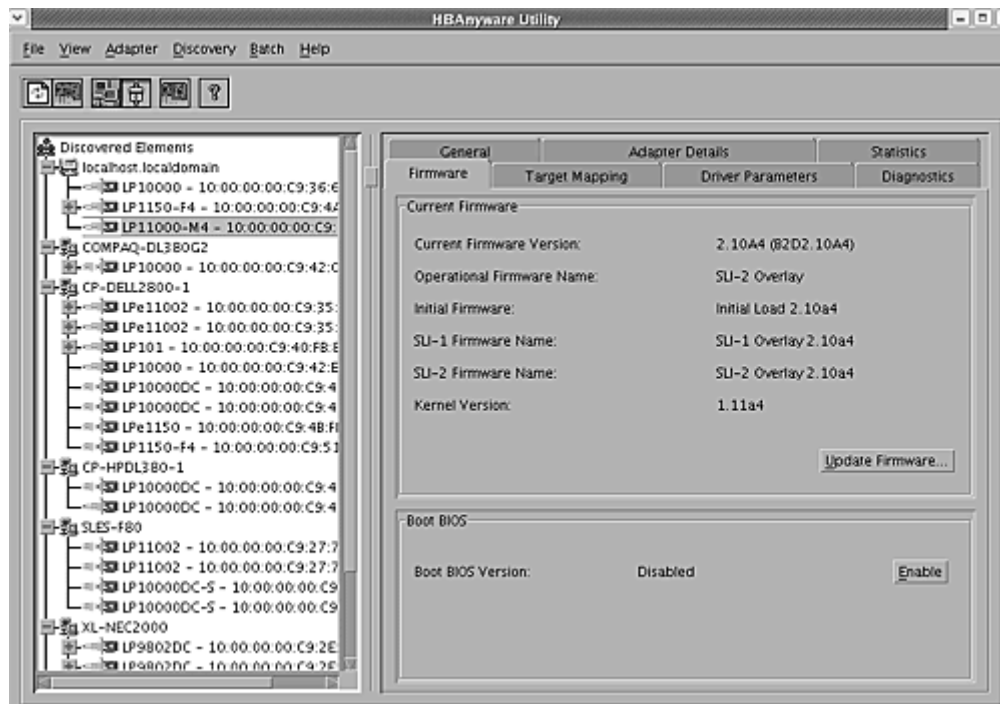 HBAnyware Utility
File View Adapter Discovery Batch Help
Discovered Elements
localhost.localdomain
LP10000 - 10:00:00:00:C9:36:6
LP1150-F4 - 10:00:00:00:C9:4A
LP11000-M4 - 10:00:00:00:C9:
COMPAQ-DL380G2
LP10000 - 10:00:00:00:C9:42:C
CP-DELL2800-1
LPe11002 - 10:00:00:00:C9:35:
LPe11002 - 10:00:00:00:C9:35:
LP101 - 10:00:00:00:C9:40:FB:E
LP10000 - 10:00:00:00:C9:42:E
LP10000DC - 10:00:00:00:C9:4
LP10000DC - 10:00:00:00:C9:4
LPe1150 - 10:00:00:00:C9:4B:F
LP1150-F4 - 10:00:00:00:C9:51
CP-HPDL380-1
LP10000DC - 10:00:00:00:C9:4
LP10000DC - 10:00:00:00:C9:4
SLES-F80
LP11002 - 10:00:00:00:C9:27:7
LP11002 - 10:00:00:00:C9:27:7
LP10000DC-S - 10:00:00:00:C9
LP10000DC-S - 10:00:00:00:C9
XL-NEC2000
LP9802DC - 10:00:00:00:C9:2E
LP9802DC - 10:00:00:00:C9:2F
General Adapter Details Statistics
Firmware Target Mapping Driver Parameters Diagnostics
Current Firmware
Current Firmware Version: 2.10A4 (B2D2.10A4)
Operational Firmware Name: SLI-2 Overlay
Initial Firmware: Initial Load 2.10a4
SLI-1 Firmware Name: SLI-1 Overlay 2.10a4
SLI-2 Firmware Name: SLI-2 Overlay 2.10a4
Kernel Version: 1.11a4
Update Firmware...
Boot BIOS
Boot BIOS Version: Disabled Enable